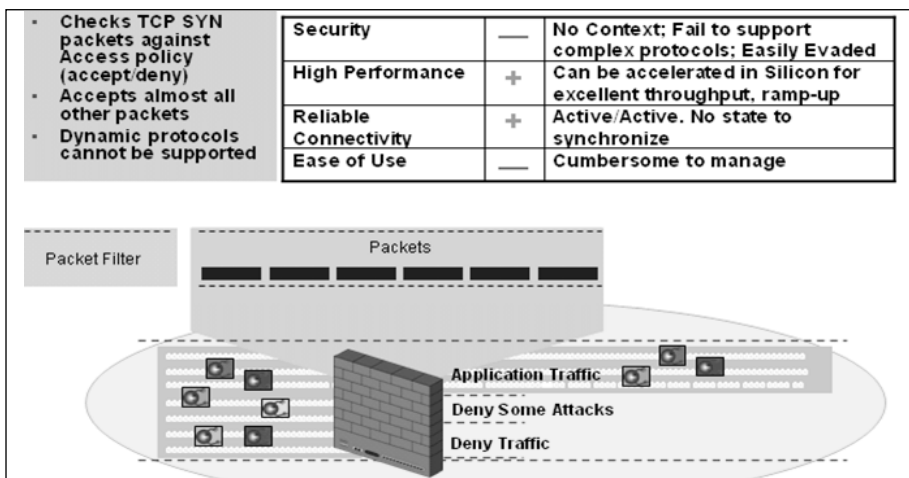 ▪ Checks TCP SYN
packets against
Access policy
(accept/deny)
▪ Accepts almost all
other packets
▪ Dynamic protocols
cannot be supported
Security — No Context; Fail to support
complex protocols; Easily Evaded
High Performance + Can be accelerated in Silicon for
excellent throughput, ramp-up
Reliable + Active/Active. No state to
Connectivity synchronize
Ease of Use — Cumbersome to manage
Packet Filter
Packets
Application Traffic
Deny Some Attacks
Deny Traffic